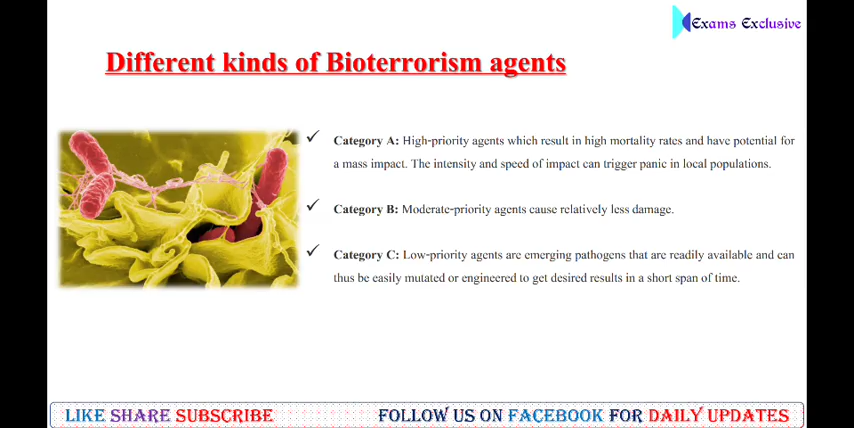 Exams Exclusive
Different kinds of Bioterrorism agents
✓ Category A: High-priority agents which result in high mortality rates and have potential for
a mass impact. The intensity and speed of impact can trigger panic in local populations.
✓ Category B: Moderate-priority agents cause relatively less damage.
✓ Category C: Low-priority agents are emerging pathogens that are readily available and can
thus be easily mutated or engineered to get desired results in a short span of time.
LIKE SHARE SUBSCRIBE FOLLOW US ON FACEBOOK FOR DAILY UPDATES